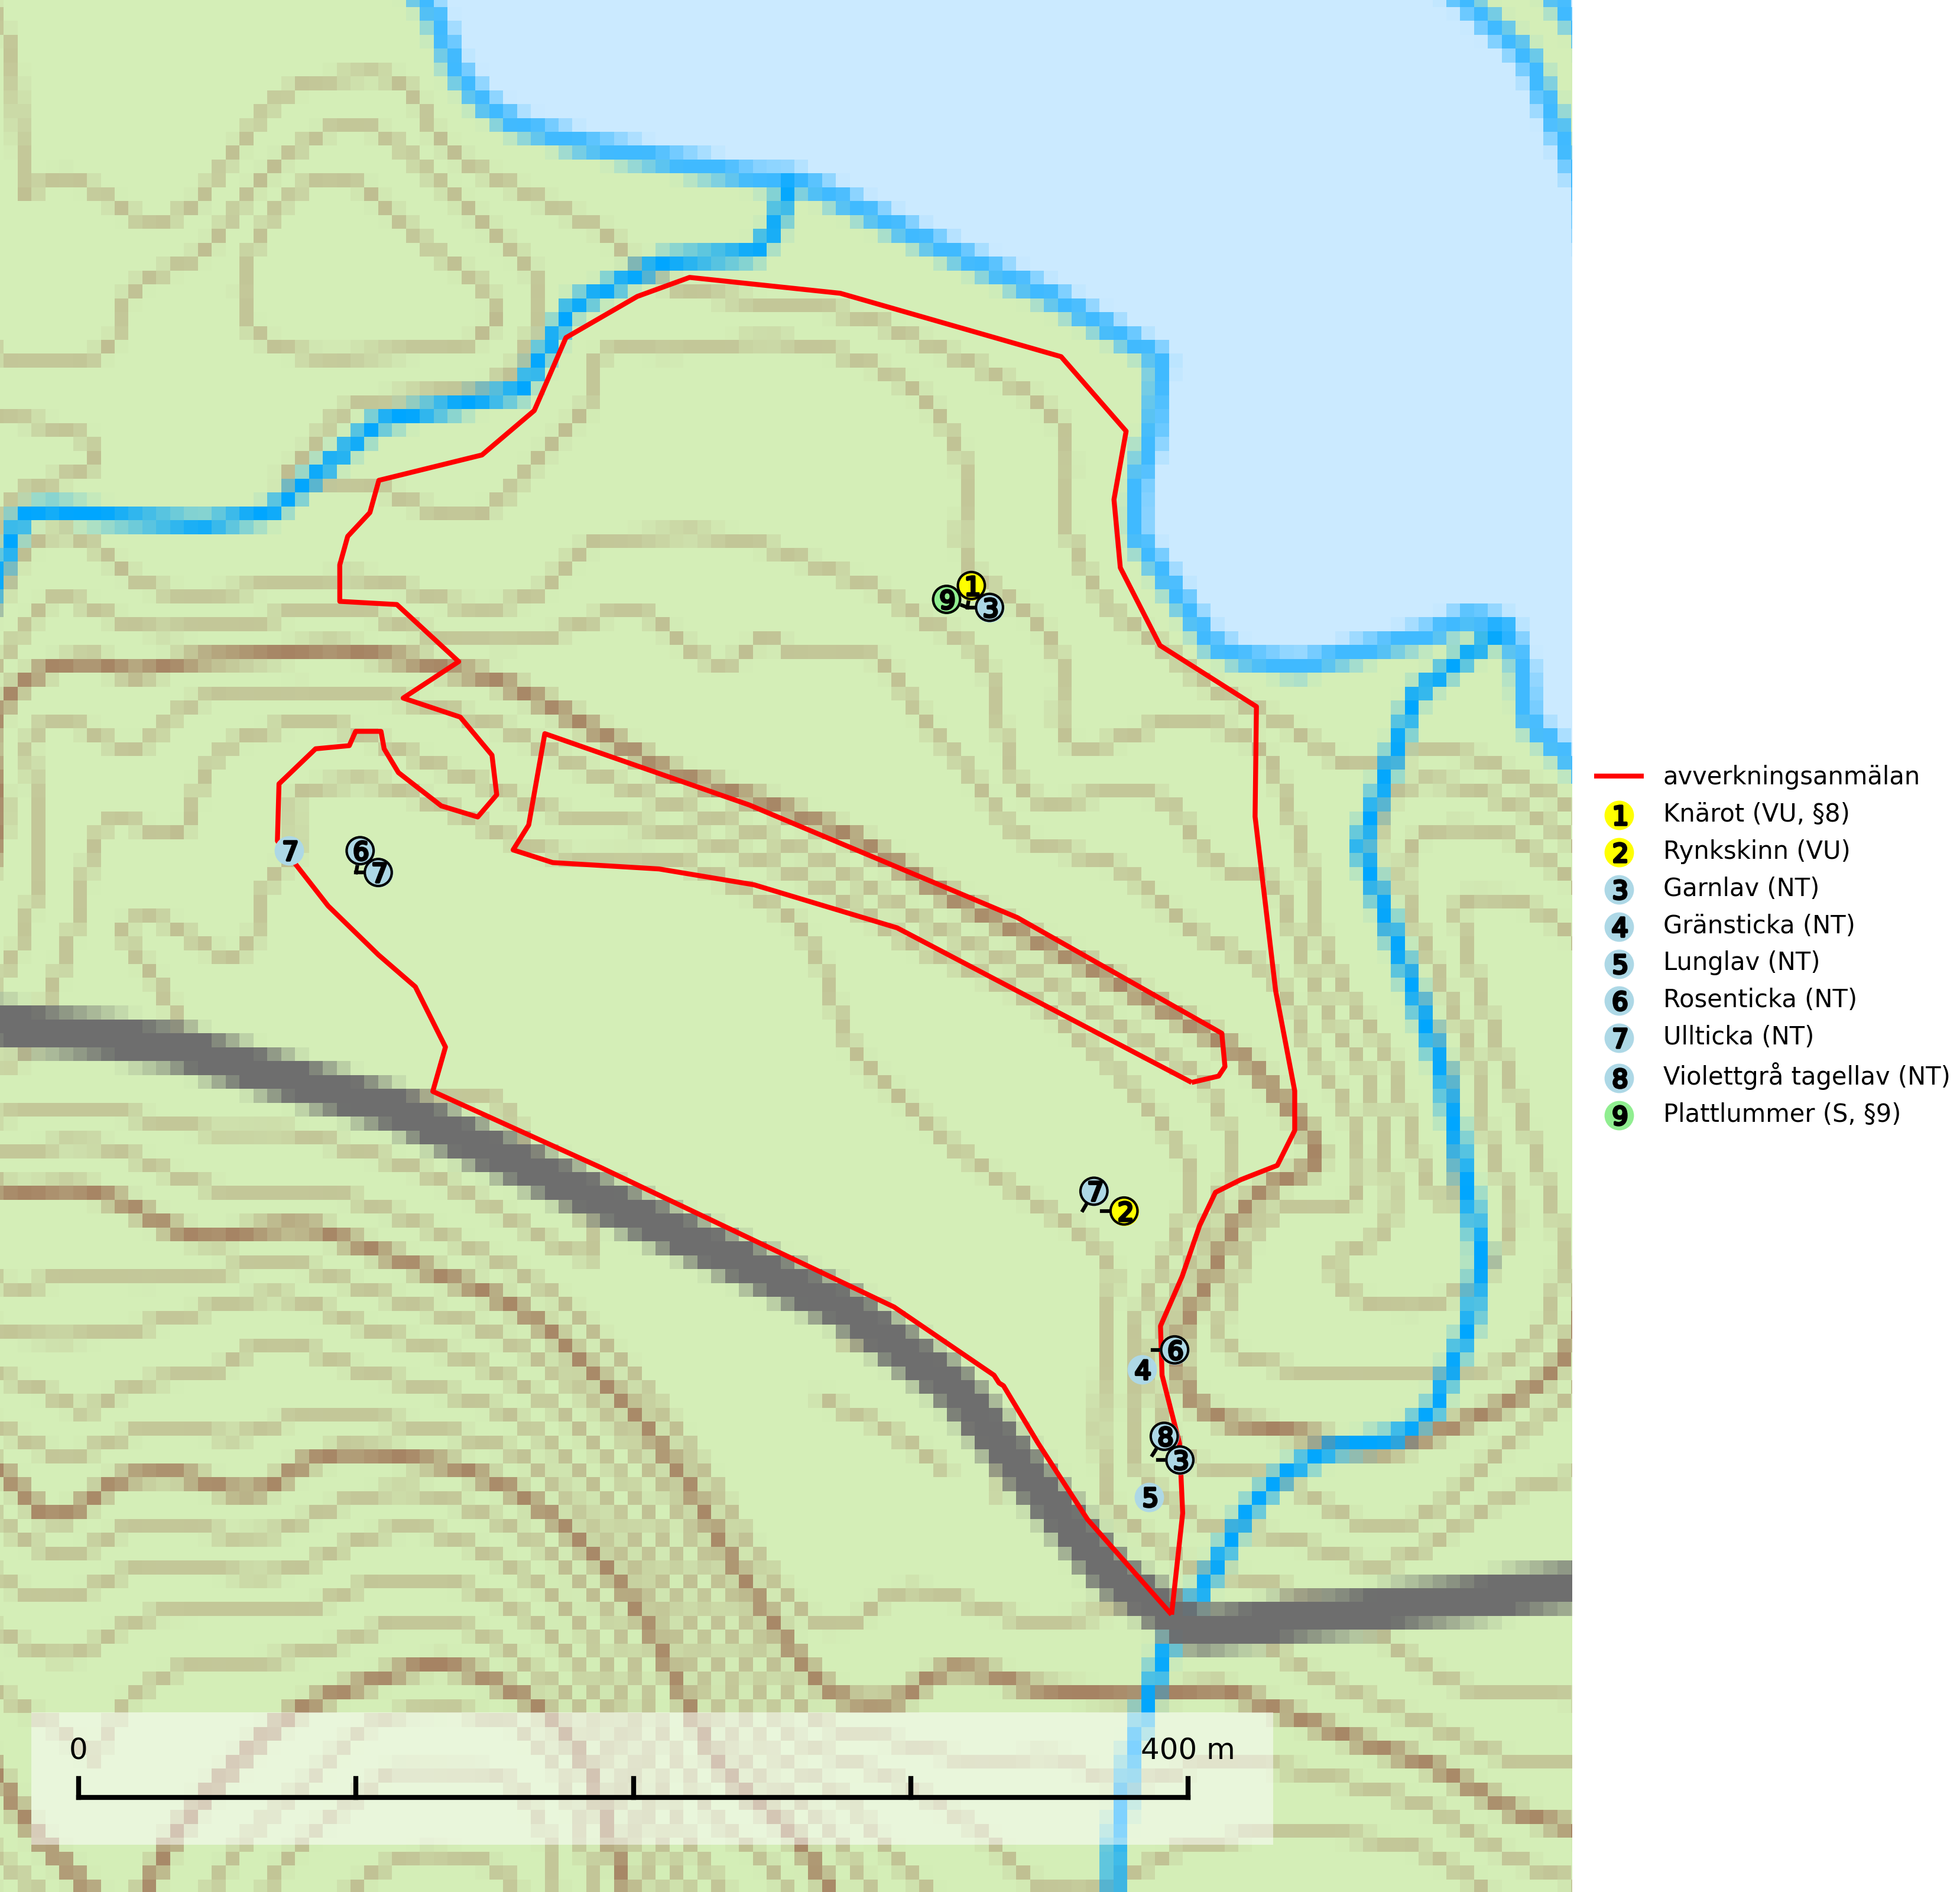 1
9
3
7
6
7
7
2
6
4
8
3
5
0
400 m
avverkningsanmälan
1 Knärot (VU, §8)
2 Rynkskinn (VU)
3 Garnlav (NT)
4 Gränsticka (NT)
5 Lunglav (NT)
6 Rosenticka (NT)
7 Ullticka (NT)
8 Violettgrå tagellav (NT)
9 Plattlummer (S, §9)